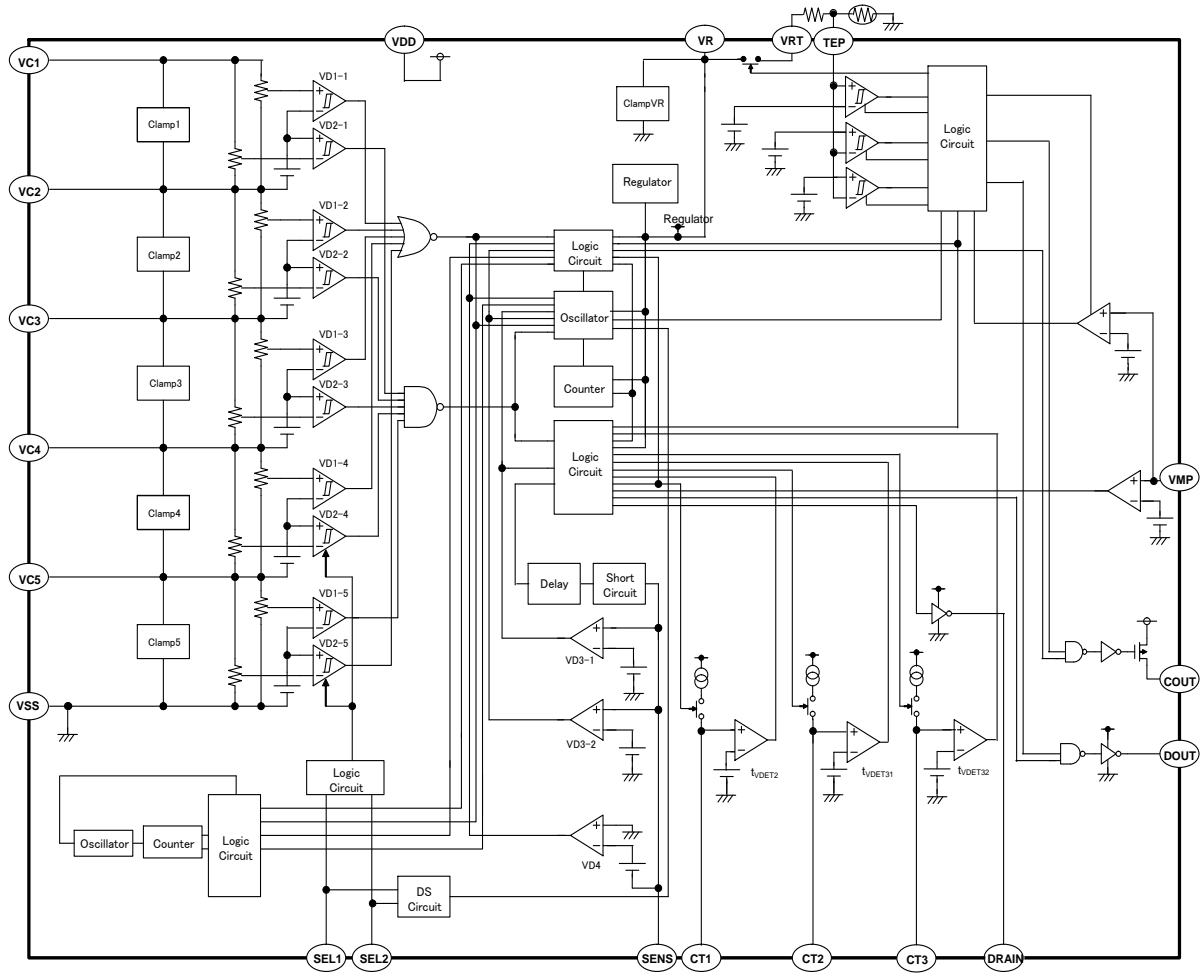 VDD
VR
VRT
TEP
VC1
VD1-1
Clamp1
VD2-1
ClampVR
Logic
Circuit
VC2
Regulator
VD1-2
Regulator
Clamp2
VD2-2
Logic
Circuit
VC3
Oscillator
VD1-3
Clamp3
VD2-3
Counter
VC4
Logic
Circuit
VD1-4
VMP
Clamp4
VD2-4
VC5
Delay
Short
Circuit
VD1-5
Clamp5
VD2-5
VD3-1
COUT
VSS
VD3-2
DOUT
tVDET2
tVDET31
tVDET32
Logic
Circuit
Oscillator
Counter
Logic
Circuit
VD4
DS
Circuit
SEL1
SEL2
SENS
CT1
CT2
CT3
DRAIN